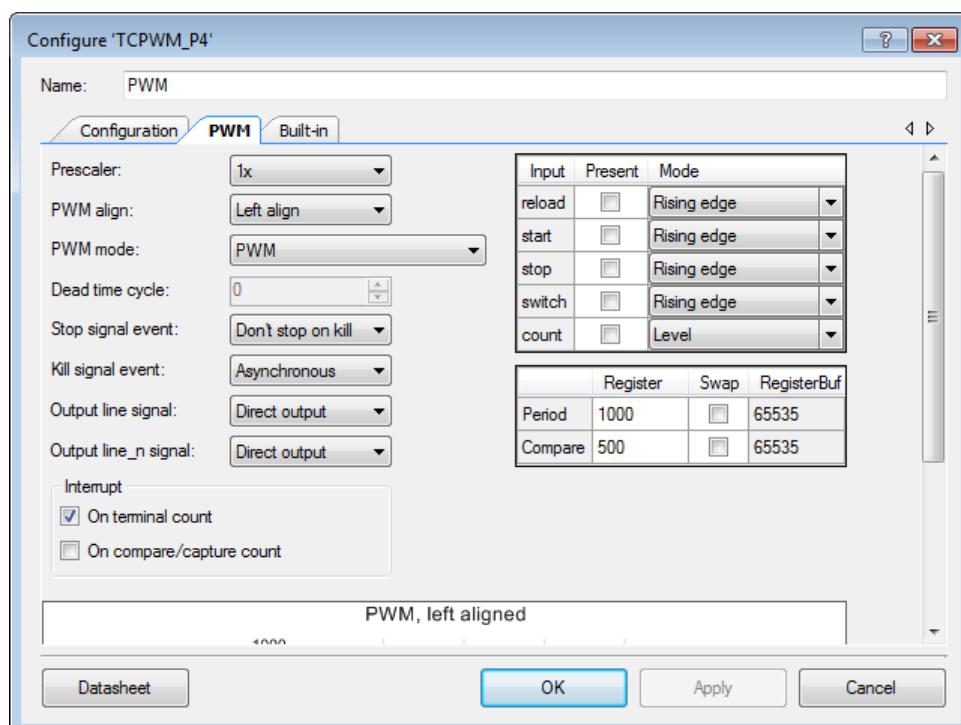 Configure 'TCPWM_P4'
Name: PWM
Configuration PWM Built-in
Prescaler: 1x
PWM align: Left align
PWM mode: PWM
Dead time cycle: 0
Stop signal event: Don't stop on kill
Kill signal event: Asynchronous
Output line signal: Direct output
Output line_n signal: Direct output
Interrupt
On terminal count
On compare/capture count
Input Present Mode
reload Rising edge
start Rising edge
stop Rising edge
switch Rising edge
count Level
Register Swap RegisterBuf
Period 1000 65535
Compare 500 65535
PWM, left aligned
Datasheet OK Apply Cancel